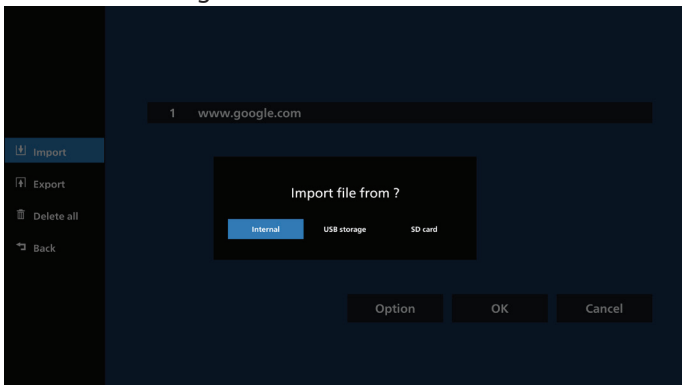 1 www.google.com
Import
Export
Delete all
Back
Import file from ?
Internal USB storage SD card
Option OK Cancel